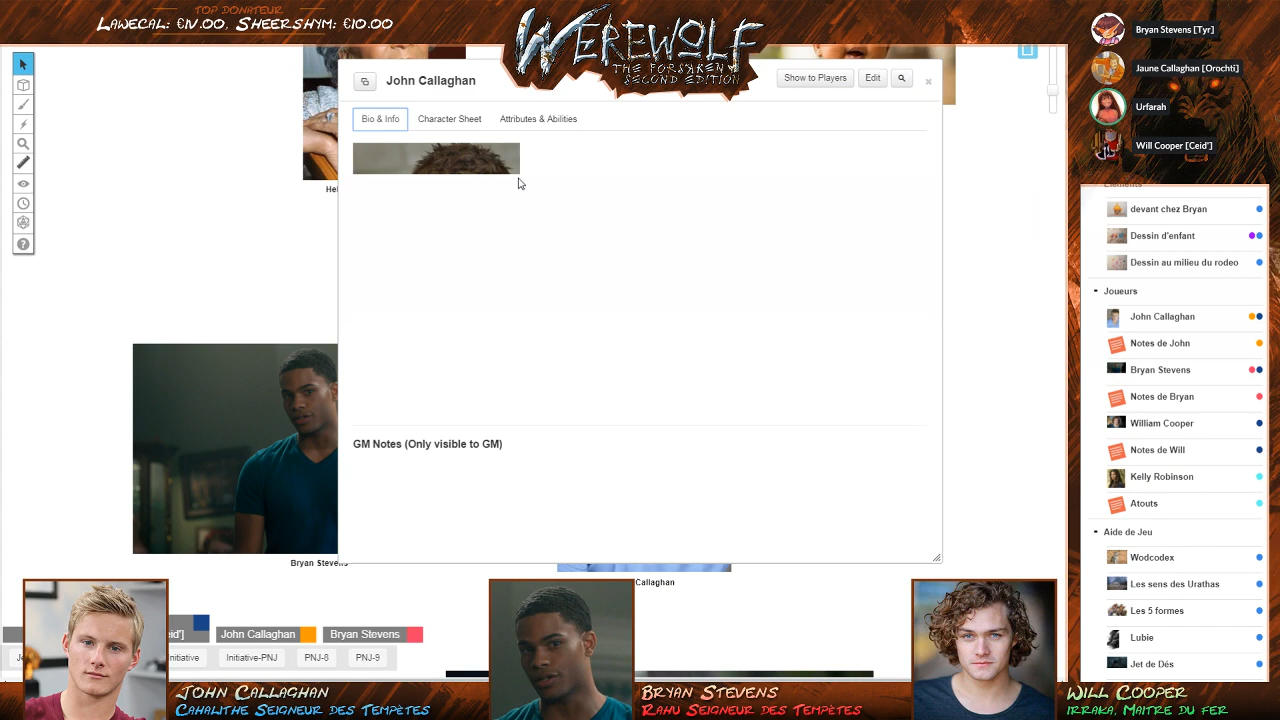 TOP DONATEUR
LAWECAL: €10.00, SHEERSHYM: €10.00
WEREWOLF
THE FORSAKEN
SECOND EDITION
Bryan Stevens [Tyr]
Jaune Callaghan [Orochti]
Urfarah
Will Cooper [Ceid']
John Callaghan
Show to Players
Edit
Bio & Info
Character Sheet
Attributes & Abilities
GM Notes (Only visible to GM)
Bryan Stevens
Callaghan
Elements
devant chez Bryan
Dessin d'enfant
Dessin au milieu du rodeo
Joueurs
John Callaghan
Notes de John
Bryan Stevens
Notes de Bryan
William Cooper
Notes de Will
Kelly Robinson
Atouts
Aide de Jeu
Wodcodex
Les sens des Urathas
Les 5 formes
Lubie
Jet de Dés
eid']
John Callaghan
Bryan Stevens
nitiative
Initiative-PNJ
PNJ-8
PNJ-9
JOHN CALLAGHAN
CAHALITHE SEIGNEUR DES TEMPÊTES
BRYAN STEVENS
RAHU SEIGNEUR DES TEMPÊTES
WILL COOPER
IRRAKA, MAITRE DU FER